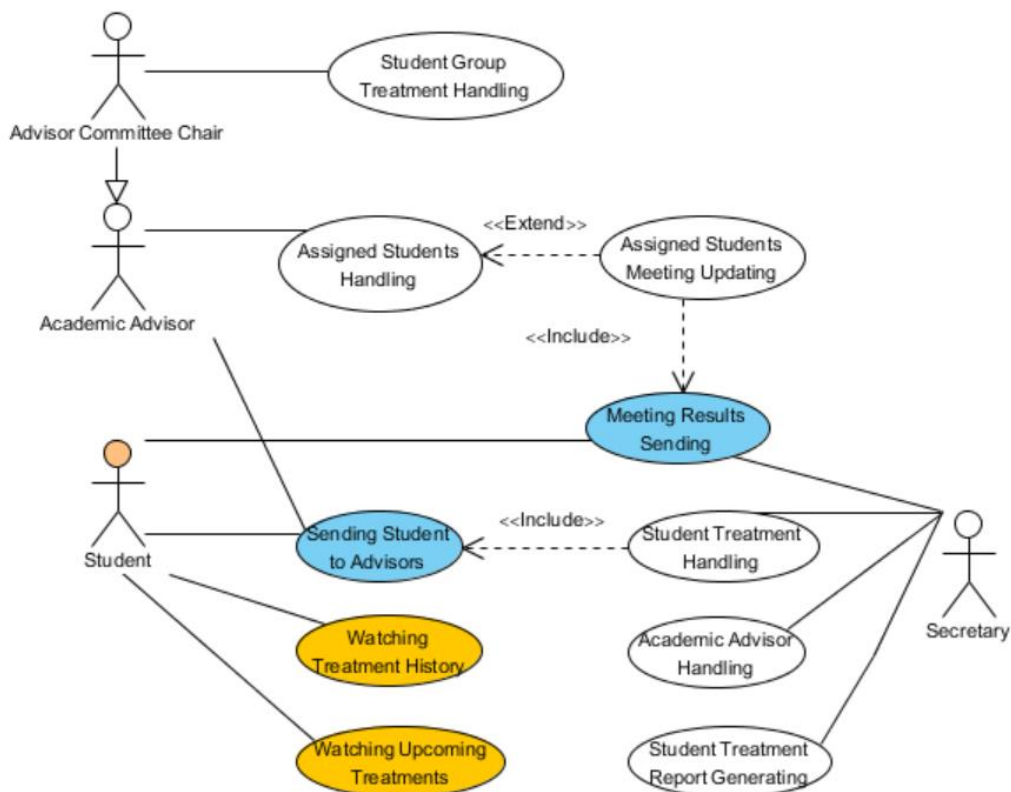 Student Group
Treatment Handling
Advisor Committee Chair
<<Extend>>
Assigned Students
Handling
Assigned Students
Meeting Updating
Academic Advisor
<<Include>>
Meeting Results
Sending
Sending Student
to Advisors
<<Include>>
Student Treatment
Handling
Student
Watching
Treatment History
Academic Advisor
Handling
Secretary
Watching Upcoming
Treatments
Student Treatment
Report Generating